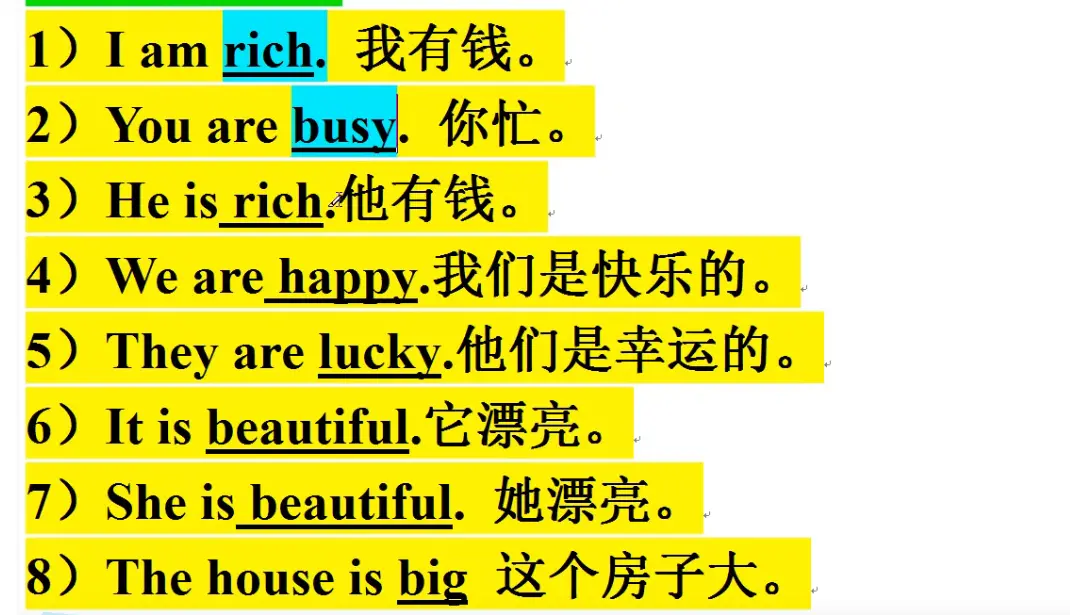 1）I am rich. 我有钱。
2）You are busy. 你忙。
3）He is rich.他有钱。
4）We are happy.我们是快乐的。
5）They are lucky.他们是幸运的。
6）It is beautiful.它漂亮。
7）She is beautiful. 她漂亮。
8）The house is big 这个房子大。